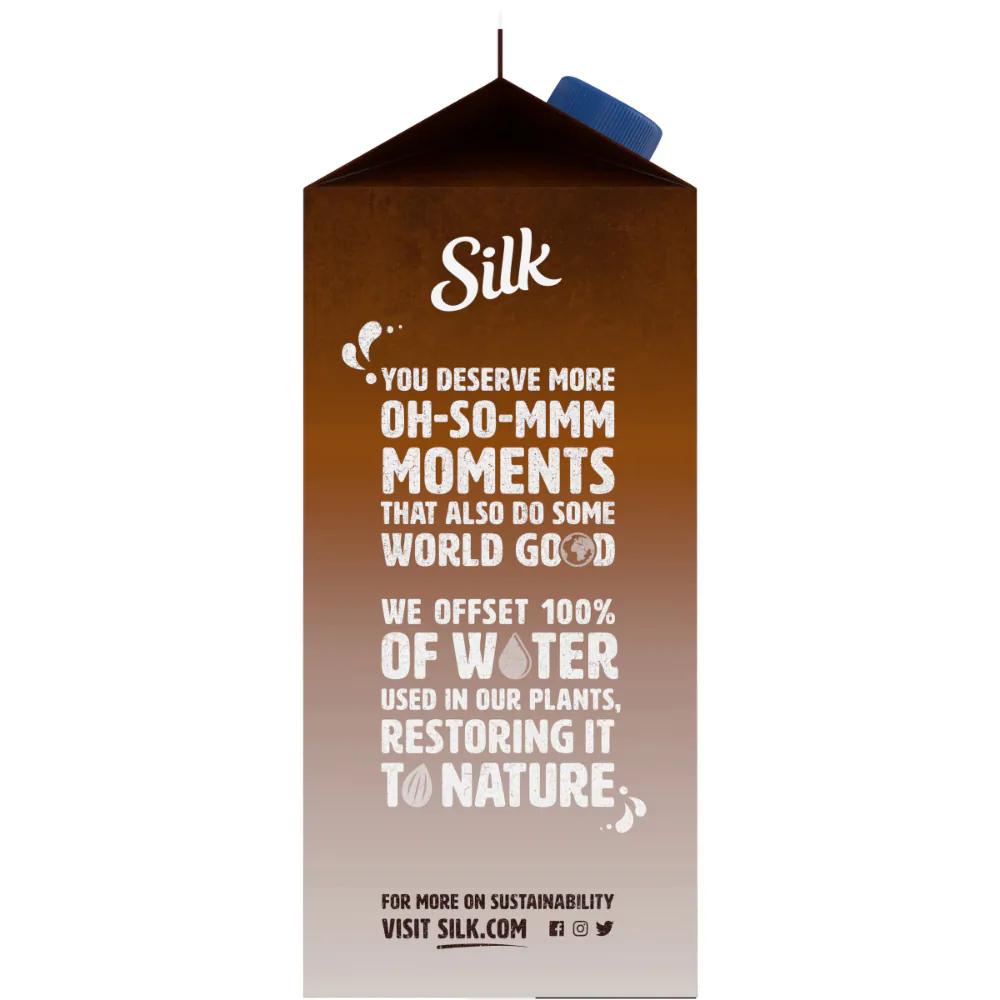 Silk
YOU DESERVE MORE
OH-SO-MMM
MOMENTS
THAT ALSO DO SOME
WORLD GOOD
WE OFFSET 100%
OF WATER
USED IN OUR PLANTS,
RESTORING IT
TO NATURE
FOR MORE ON SUSTAINABILITY
VISIT SILK.COM